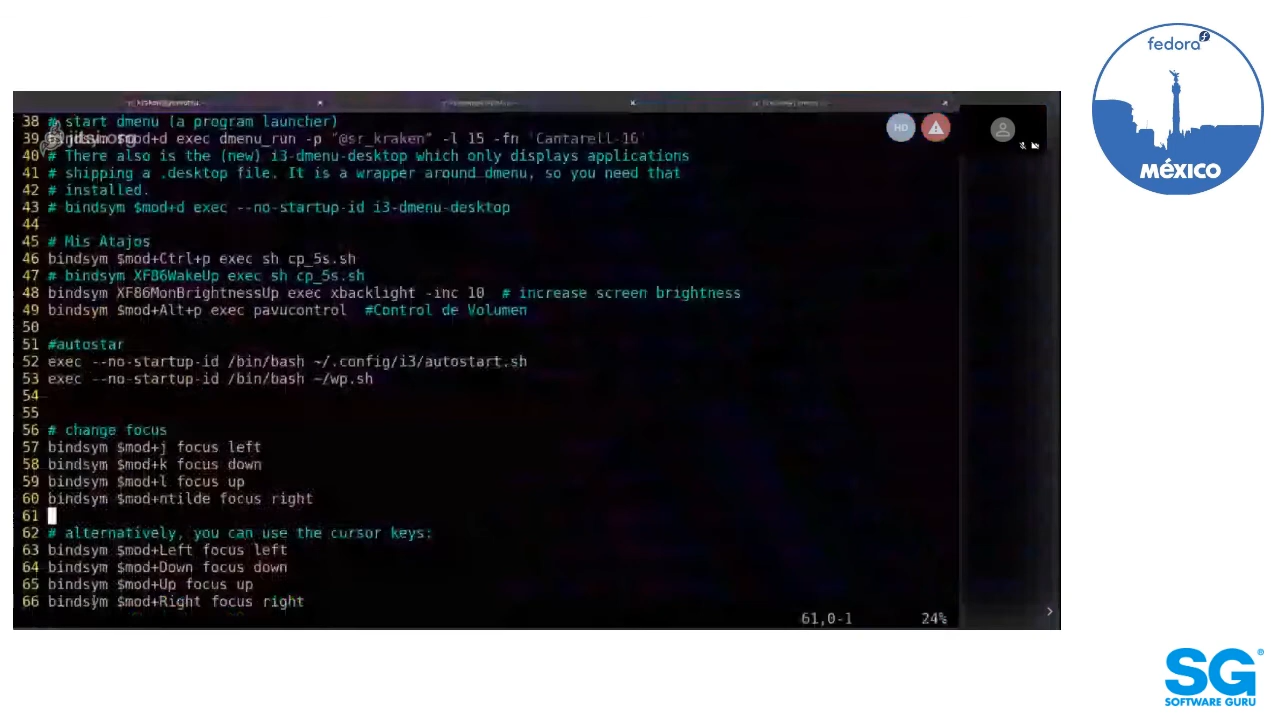 38 # start dmenu (a program launcher)
39 bindsym $mod+d exec dmenu_run -p "@sr_kraken" -l 15 -fn 'Cantarell-16'
jitsi.org
40 # There also is the (new) i3-dmenu-desktop which only displays applications
41 # shipping a .desktop file. It is a wrapper around dmenu, so you need that
42 # installed.
43 # bindsym $mod+d exec --no-startup-id i3-dmenu-desktop
44
45 # Mis Atajos
46 bindsym $mod+Ctrl+p exec sh cp_5s.sh
47 # bindsym XF86WakeUp exec sh cp_5s.sh
48 bindsym XF86MonBrightnessUp exec xbacklight -inc 10  # increase screen brightness
49 bindsym $mod+Alt+p exec pavucontrol  #Control de Volumen
50
51 #autostar
52 exec --no-startup-id /bin/bash ~/.config/i3/autostart.sh
53 exec --no-startup-id /bin/bash ~/wp.sh
54
55
56 # change focus
57 bindsym $mod+j focus left
58 bindsym $mod+k focus down
59 bindsym $mod+l focus up
60 bindsym $mod+ntilde focus right
61
62 # alternatively, you can use the cursor keys:
63 bindsym $mod+Left focus left
64 bindsym $mod+Down focus down
65 bindsym $mod+Up focus up
66 bindsym $mod+Right focus right
61,0-1 24%
HD
fedora
MÉXICO
SG®
SOFTWARE GURU